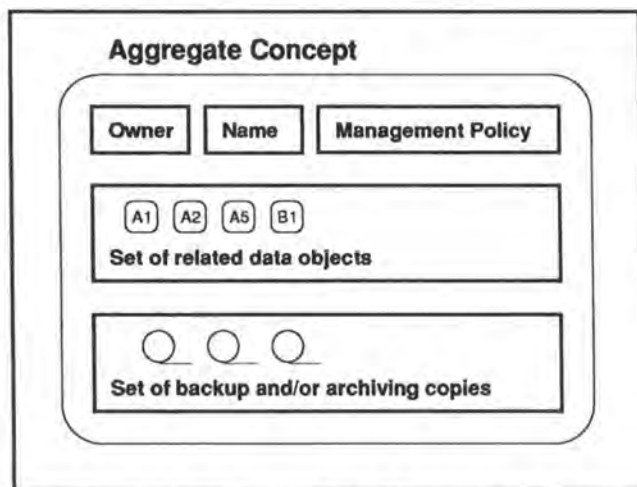 Aggregate Concept
Owner Name Management Policy
A1 A2 A5 B1
Set of related data objects
Set of backup and/or archiving copies